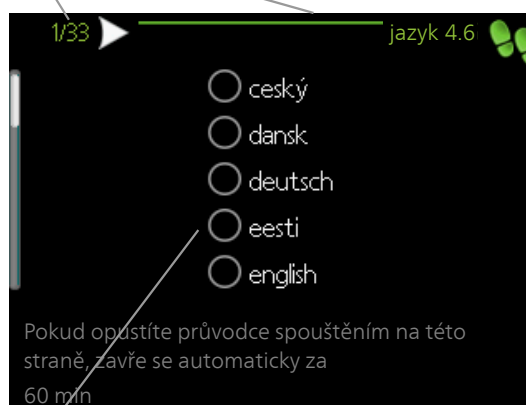 1/33
jazyk 4.6
ceský
dansk
deutsch
eesti
english
Pokud opustíte průvodce spouštěním na této
straně, zavře se automaticky za
60 min